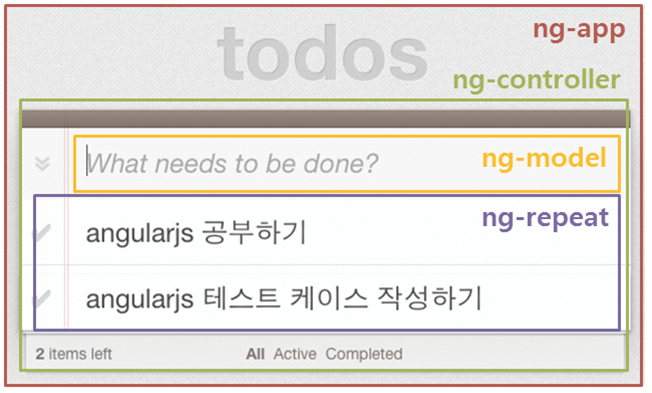 todos
ng-app
ng-controller
What needs to be done?
ng-model
ng-repeat
angularjs 공부하기
angularjs 테스트 케이스 작성하기
2 items left
All Active Completed